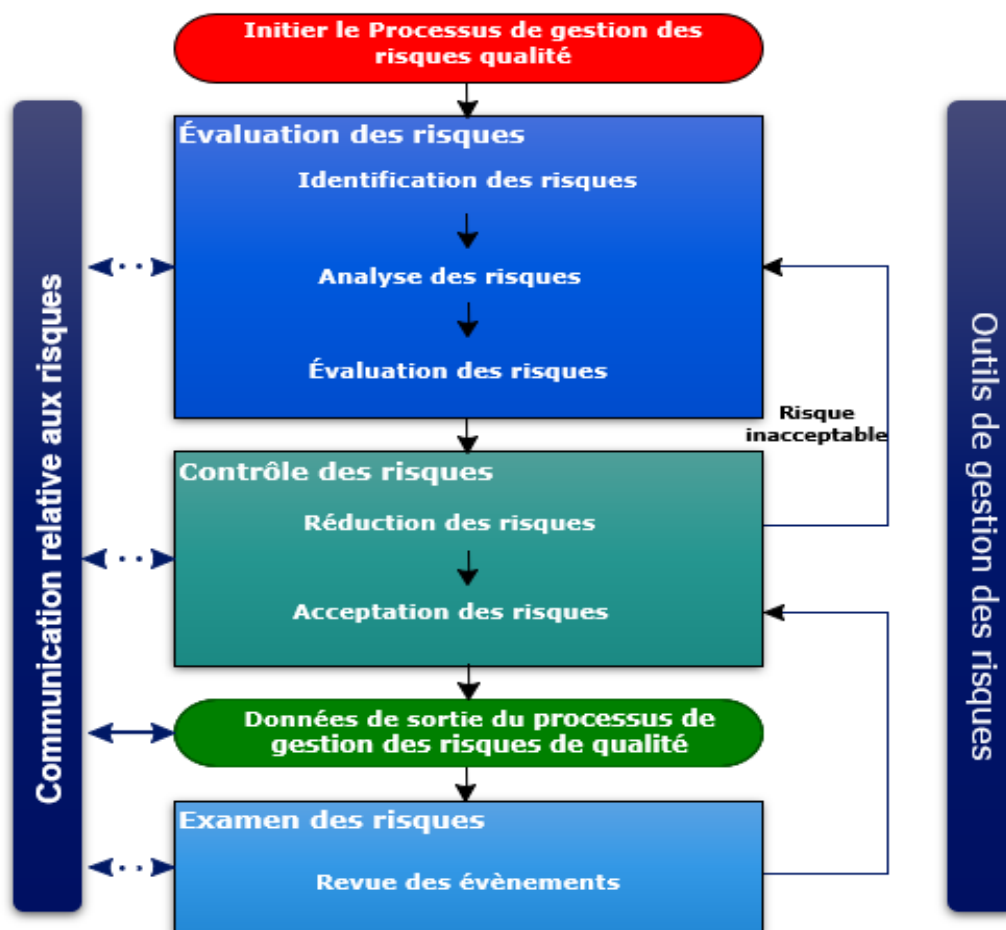 Initier le Processus de gestion des
risques qualité
Communication relative aux risques
Évaluation des risques
Identification des risques
Analyse des risques
Évaluation des risques
Risque
inacceptable
Contrôle des risques
Réduction des risques
Acceptation des risques
Données de sortie du processus de
gestion des risques de qualité
Examen des risques
Revue des évènements
Outils de gestion des risques